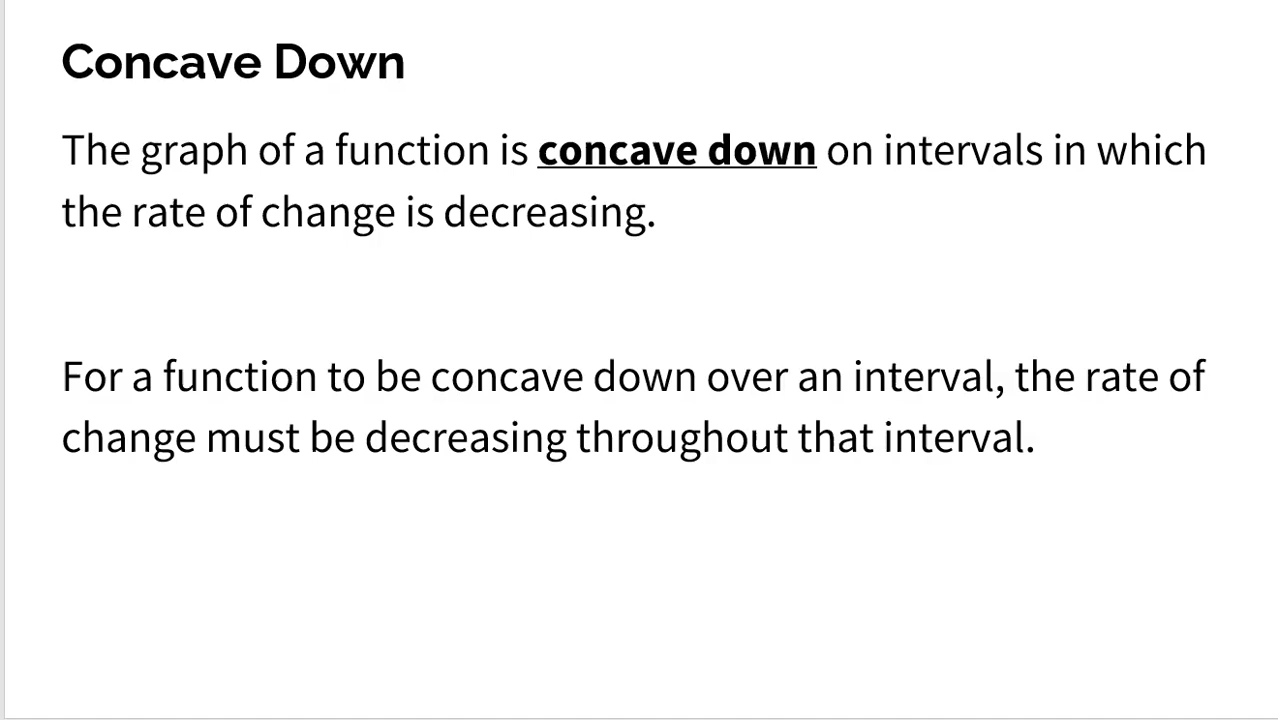 Concave Down
The graph of a function is concave down on intervals in which
the rate of change is decreasing.
For a function to be concave down over an interval, the rate of
change must be decreasing throughout that interval.